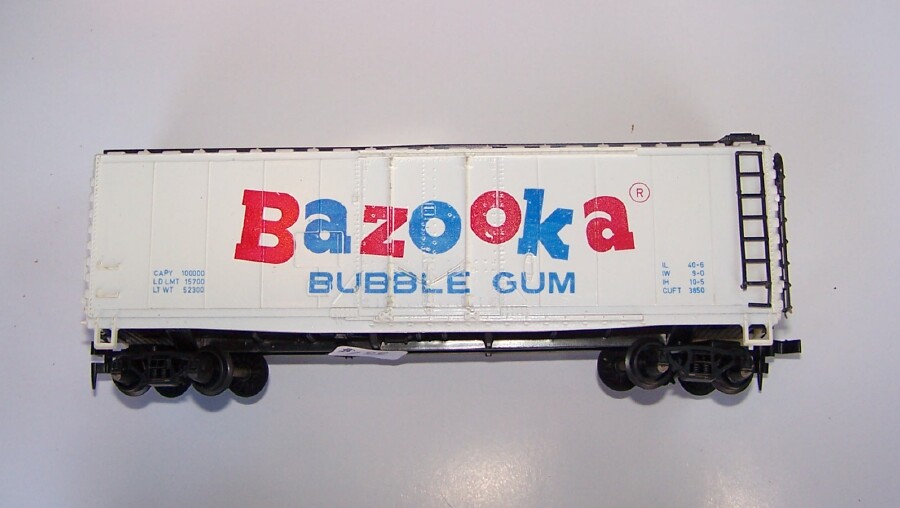 Bazooka ®
BUBBLE GUM
CAPY 100000
LD LMT 15700
LT WT 52300
IL 40-6
IW 9-0
IH 10-5
CUFT 3850